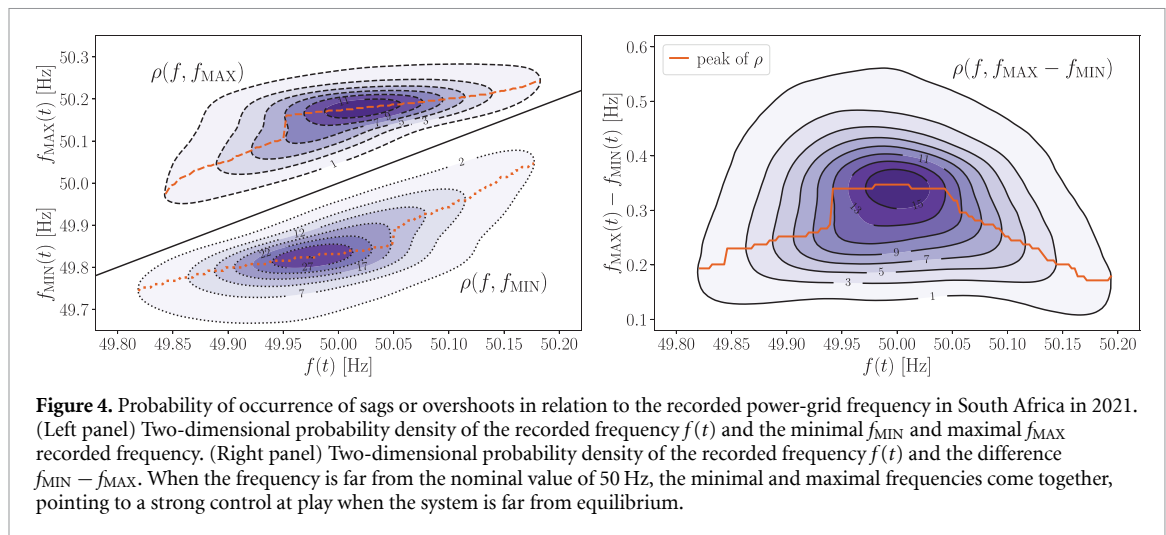 50.3
50.2
50.1
50.0
49.9
49.8
49.7
f_MAX(t) [Hz]
f_MIN(t) [Hz]
ρ(f, f_MAX)
ρ(f, f_MIN)
1
3
5
2
7
17
27
49.80 49.85 49.90 49.95 50.00 50.05 50.10 50.15 50.20
f(t) [Hz]
0.6
0.5
0.4
0.3
0.2
0.1
f_MAX(t) − f_MIN(t) [Hz]
peak of ρ
ρ(f, f_MAX − f_MIN)
11
13
15
9
7
5
3
1
49.80 49.85 49.90 49.95 50.00 50.05 50.10 50.15 50.20
f(t) [Hz]
Figure 4. Probability of occurrence of sags or overshoots in relation to the recorded power-grid frequency in South Africa in 2021.
(Left panel) Two-dimensional probability density of the recorded frequency f(t) and the minimal f_MIN and maximal f_MAX
recorded frequency. (Right panel) Two-dimensional probability density of the recorded frequency f(t) and the difference
f_MIN − f_MAX. When the frequency is far from the nominal value of 50 Hz, the minimal and maximal frequencies come together,
pointing to a strong control at play when the system is far from equilibrium.